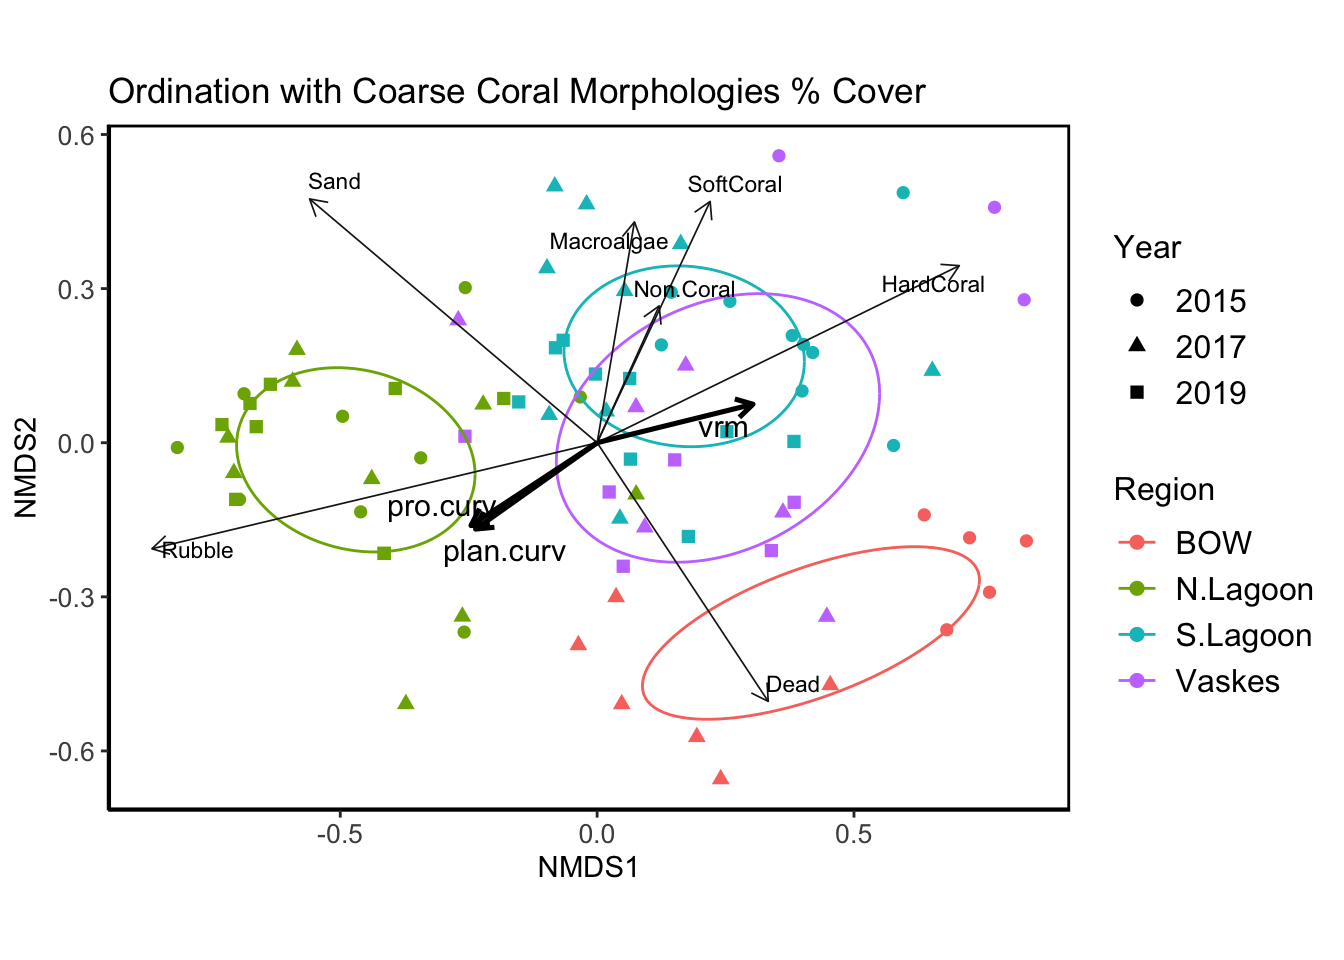 Ordination with Coarse Coral Morphologies % Cover
0.6
0.3
0.0
-0.3
-0.6
NMDS2
Sand
SoftCoral
Macroalgae
HardCoral
Non.Coral
vrm
pro.curv
plan.curv
Rubble
Dead
-0.5
0.0
0.5
NMDS1
Year
2015
2017
2019
Region
BOW
N.Lagoon
S.Lagoon
Vaskes